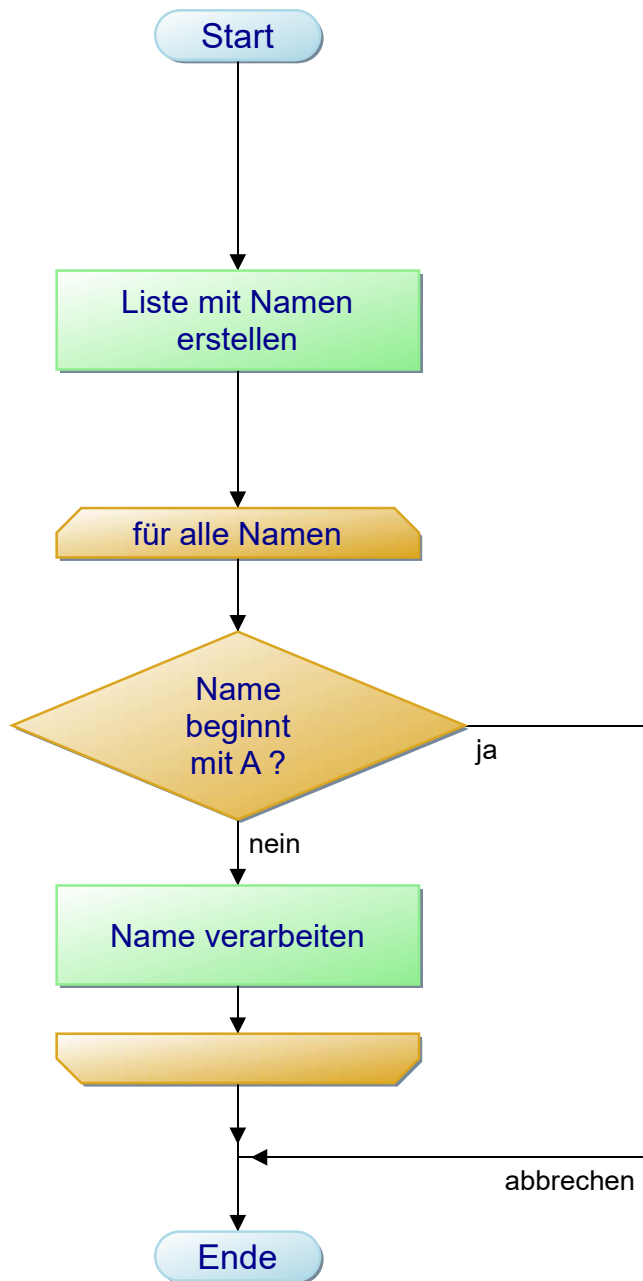 Start
Liste mit Namen
erstellen
für alle Namen
Name
beginnt
mit A ?
ja
nein
Name verarbeiten
abbrechen
Ende